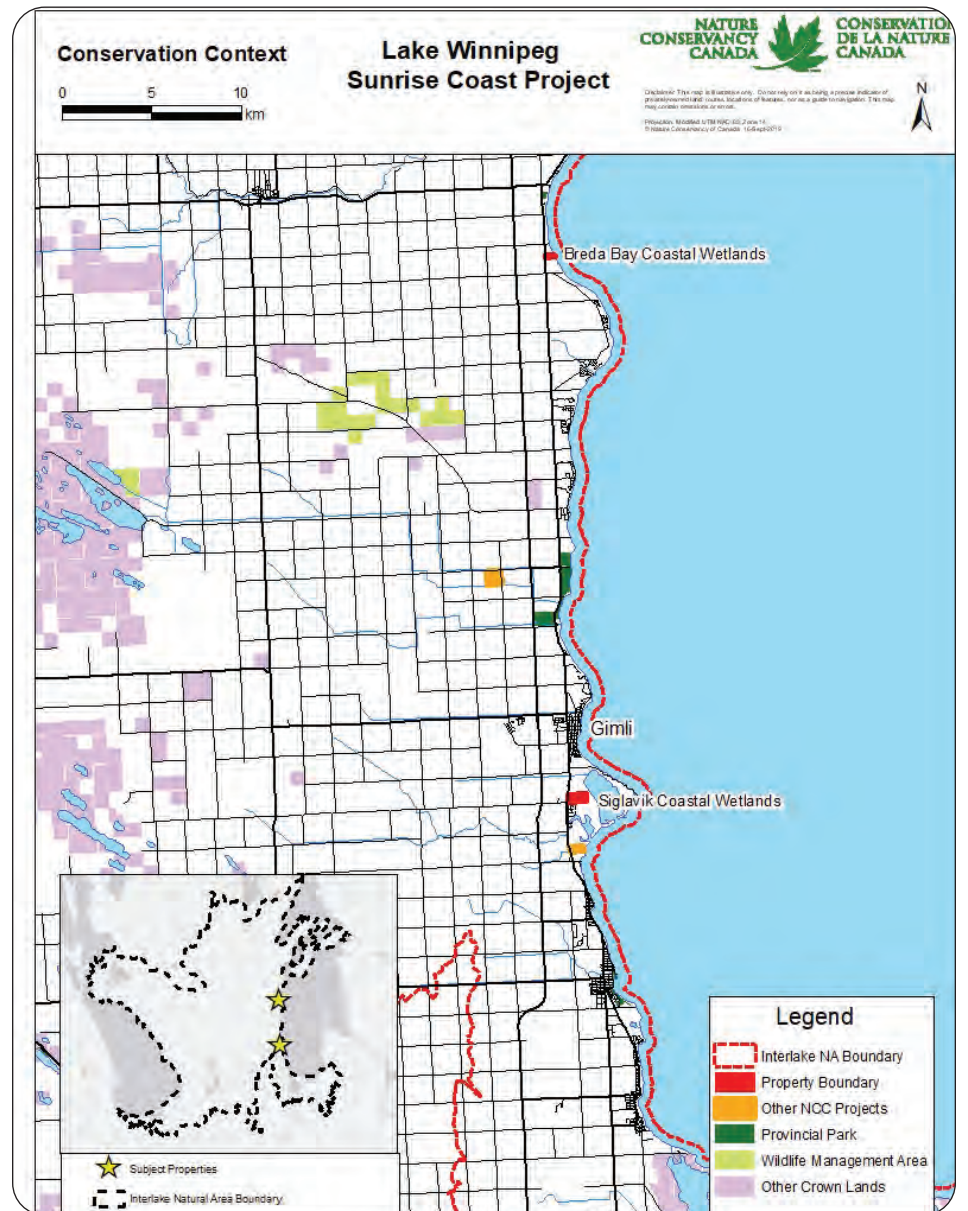 Conservation Context
0 5 10
km
Lake Winnipeg
Sunrise Coast Project
NATURE
CONSERVANCY
CANADA
CONSERVATION
DE LA NATURE
CANADA
N
Breda Bay Coastal Wetlands
Gimli
Siglavik Coastal Wetlands
Subject Properties
Interlake Natural Area Boundary
Legend
Interlake NA Boundary
Property Boundary
Other NCC Projects
Provincial Park
Wildlife Management Area
Other Crown Lands